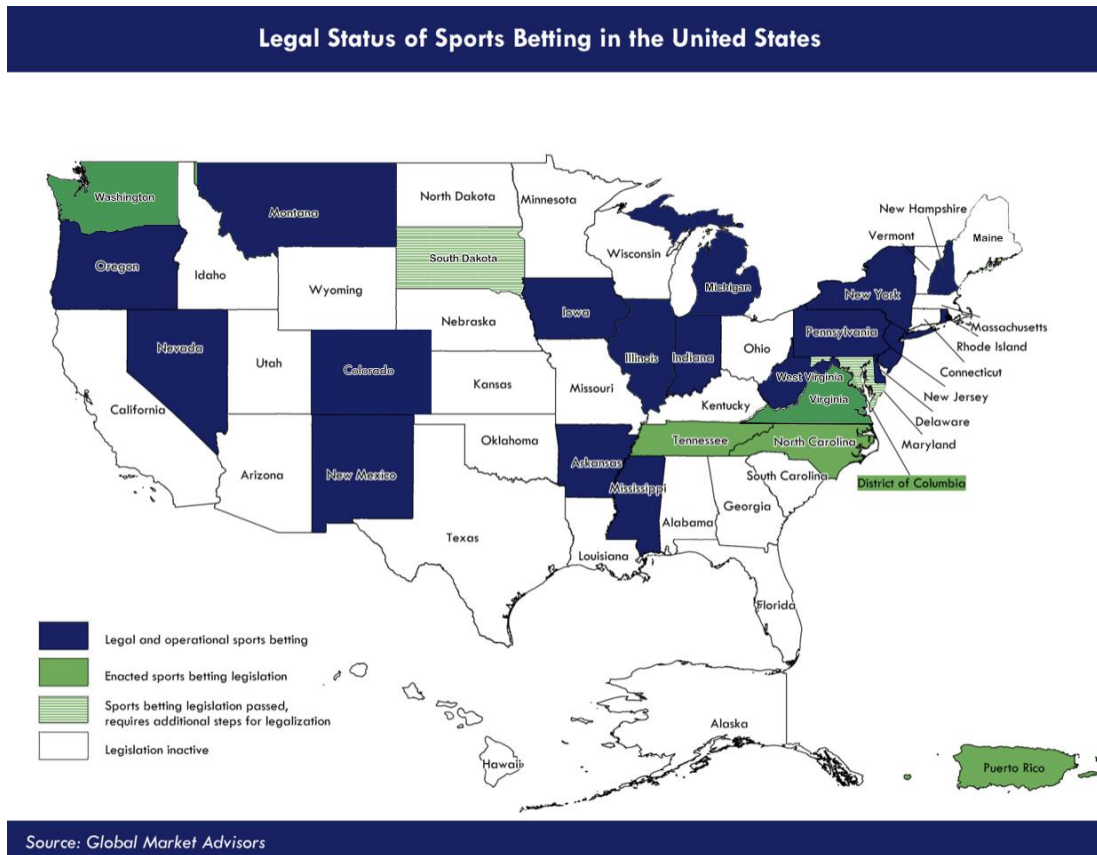 Legal Status of Sports Betting in the United States
Washington
Montana
North Dakota
Minnesota
New Hampshire
Vermont
Maine
Oregon
Idaho
South Dakota
Wisconsin
Wyoming
Michigan
New York
Iowa
Nebraska
Massachusetts
Pennsylvania
Rhode Island
Nevada
Utah
Colorado
Illinois
Indiana
Ohio
Connecticut
Kansas
Missouri
West Virginia
New Jersey
California
Kentucky
Virginia
Delaware
Maryland
Oklahoma
Tennessee
North Carolina
Arizona
New Mexico
Arkansas
South Carolina
District of Columbia
Mississippi
Georgia
Alabama
Texas
Louisiana
Florida
Legal and operational sports betting
Enacted sports betting legislation
Sports betting legislation passed,
requires additional steps for legalization
Legislation inactive
Alaska
Hawaii
Puerto Rico
Source: Global Market Advisors